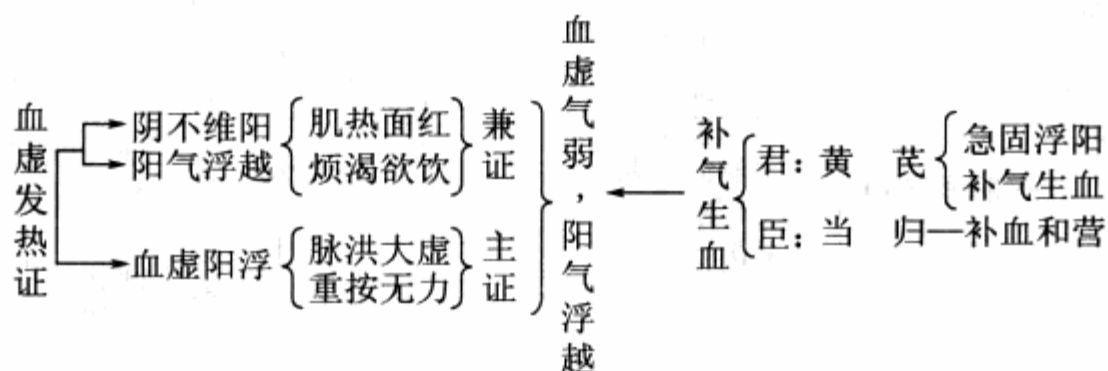 血虚发热证
阴不维阳
阳气浮越
肌热面红
烦渴欲饮
兼证
血虚阳浮
脉洪大虚
重按无力
主证
血虚气弱，阳气浮越
补气生血
君：黄 芪
急固浮阳
补气生血
臣：当 归—补血和营